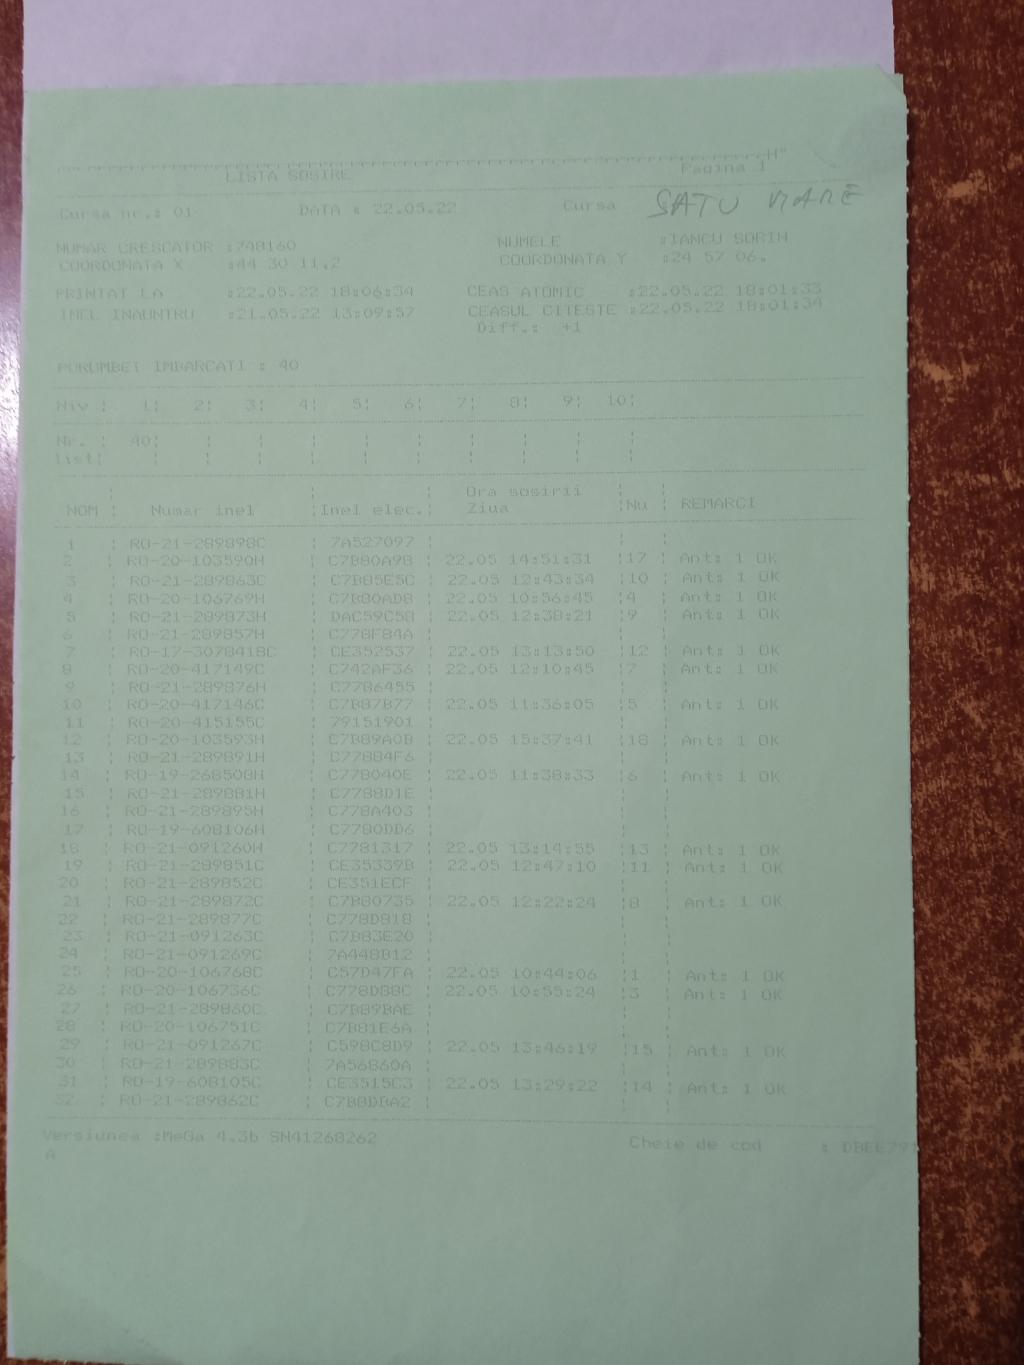 Pagina 1
LISTA SOSIRE
Cursa nr.: 01 DATA : 22.05.22 Cursa SATU MARE
NUMAR CRESCATOR :748160 NUMELE :IANCU SORIN
COORDONATA X :44 30 11.2 COORDONATA Y :24 57 06.
PRINTAT LA :22.05.22 18:06:34 CEAS ATOMIC :22.05.22 18:01:33
INEL INAUNTRU :21.05.22 13:09:57 CEASUL CITESTE :22.05.22 18:01:34
Diff.: +1
PORUMBEI IMBARCATI : 40
Niv ¦ 1¦ 2¦ 3¦ 4¦ 5¦ 6¦ 7¦ 8¦ 9¦ 10¦
Nr. ¦ 40¦ ¦ ¦ ¦ ¦ ¦ ¦ ¦ ¦ ¦
List¦ ¦ ¦ ¦ ¦ ¦ ¦ ¦ ¦ ¦ ¦
Ora sosirii
NOM ¦ Numar inel ¦Inel elec.¦ Ziua ¦Nu ¦ REMARCI
1 ¦ RO-21-289898C ¦ 7A527097 ¦ ¦ ¦
2 ¦ RO-20-103590H ¦ C7B80A98 ¦ 22.05 14:51:31 ¦17 ¦ Ant: 1 OK
3 ¦ RO-21-289863C ¦ C7B85E5C ¦ 22.05 12:43:34 ¦10 ¦ Ant: 1 OK
4 ¦ RO-20-106769H ¦ C7B80AD8 ¦ 22.05 10:56:45 ¦4 ¦ Ant: 1 OK
5 ¦ RO-21-289873H ¦ DAC59C58 ¦ 22.05 12:38:21 ¦9 ¦ Ant: 1 OK
6 ¦ RO-21-289857H ¦ C778F84A ¦ ¦ ¦
7 ¦ RO-17-3078418C ¦ CE352537 ¦ 22.05 13:13:50 ¦12 ¦ Ant: 1 OK
8 ¦ RO-20-417149C ¦ C742AF36 ¦ 22.05 12:10:45 ¦7 ¦ Ant: 1 OK
9 ¦ RO-21-289876H ¦ C77B6455 ¦ ¦ ¦
10 ¦ RO-20-417146C ¦ C7B87B77 ¦ 22.05 11:36:05 ¦5 ¦ Ant: 1 OK
11 ¦ RO-20-415155C ¦ 79151901 ¦ ¦ ¦
12 ¦ RO-20-103593H ¦ C7B89A0B ¦ 22.05 15:37:41 ¦18 ¦ Ant: 1 OK
13 ¦ RO-21-289891H ¦ C77884F6 ¦ ¦ ¦
14 ¦ RO-19-268508H ¦ C778040E ¦ 22.05 11:38:33 ¦6 ¦ Ant: 1 OK
15 ¦ RO-21-289881H ¦ C7788D1E ¦ ¦ ¦
16 ¦ RO-21-289895H ¦ C778A403 ¦ ¦ ¦
17 ¦ RO-19-608106H ¦ C7780DD6 ¦ ¦ ¦
18 ¦ RO-21-091260H ¦ C7781317 ¦ 22.05 13:14:55 ¦13 ¦ Ant: 1 OK
19 ¦ RO-21-289851C ¦ CE35339B ¦ 22.05 12:47:10 ¦11 ¦ Ant: 1 OK
20 ¦ RO-21-289852C ¦ CE351ECF ¦ ¦ ¦
21 ¦ RO-21-289872C ¦ C7B80735 ¦ 22.05 12:22:24 ¦8 ¦ Ant: 1 OK
22 ¦ RO-21-289877C ¦ C778D818 ¦ ¦ ¦
23 ¦ RO-21-091263C ¦ C7B83E20 ¦ ¦ ¦
24 ¦ RO-21-091269C ¦ 7A448B12 ¦ ¦ ¦
25 ¦ RO-20-106768C ¦ C57D47FA ¦ 22.05 10:44:06 ¦1 ¦ Ant: 1 OK
26 ¦ RO-20-106736C ¦ C778D88C ¦ 22.05 10:55:24 ¦3 ¦ Ant: 1 OK
27 ¦ RO-21-289860C ¦ C7B89BAE ¦ ¦ ¦
28 ¦ RO-20-106751C ¦ C7B81E6A ¦ ¦ ¦
29 ¦ RO-21-091267C ¦ C598C8D9 ¦ 22.05 13:46:19 ¦15 ¦ Ant: 1 OK
30 ¦ RO-21-289883C ¦ 7A56860A ¦ ¦ ¦
31 ¦ RO-19-608105C ¦ CE3515C3 ¦ 22.05 13:29:22 ¦14 ¦ Ant: 1 OK
32 ¦ RO-21-289862C ¦ C7B8DBA2 ¦ ¦ ¦
Versiunea :MeGa 4.3b SN41268262 Cheie de cod : DBEE791
A